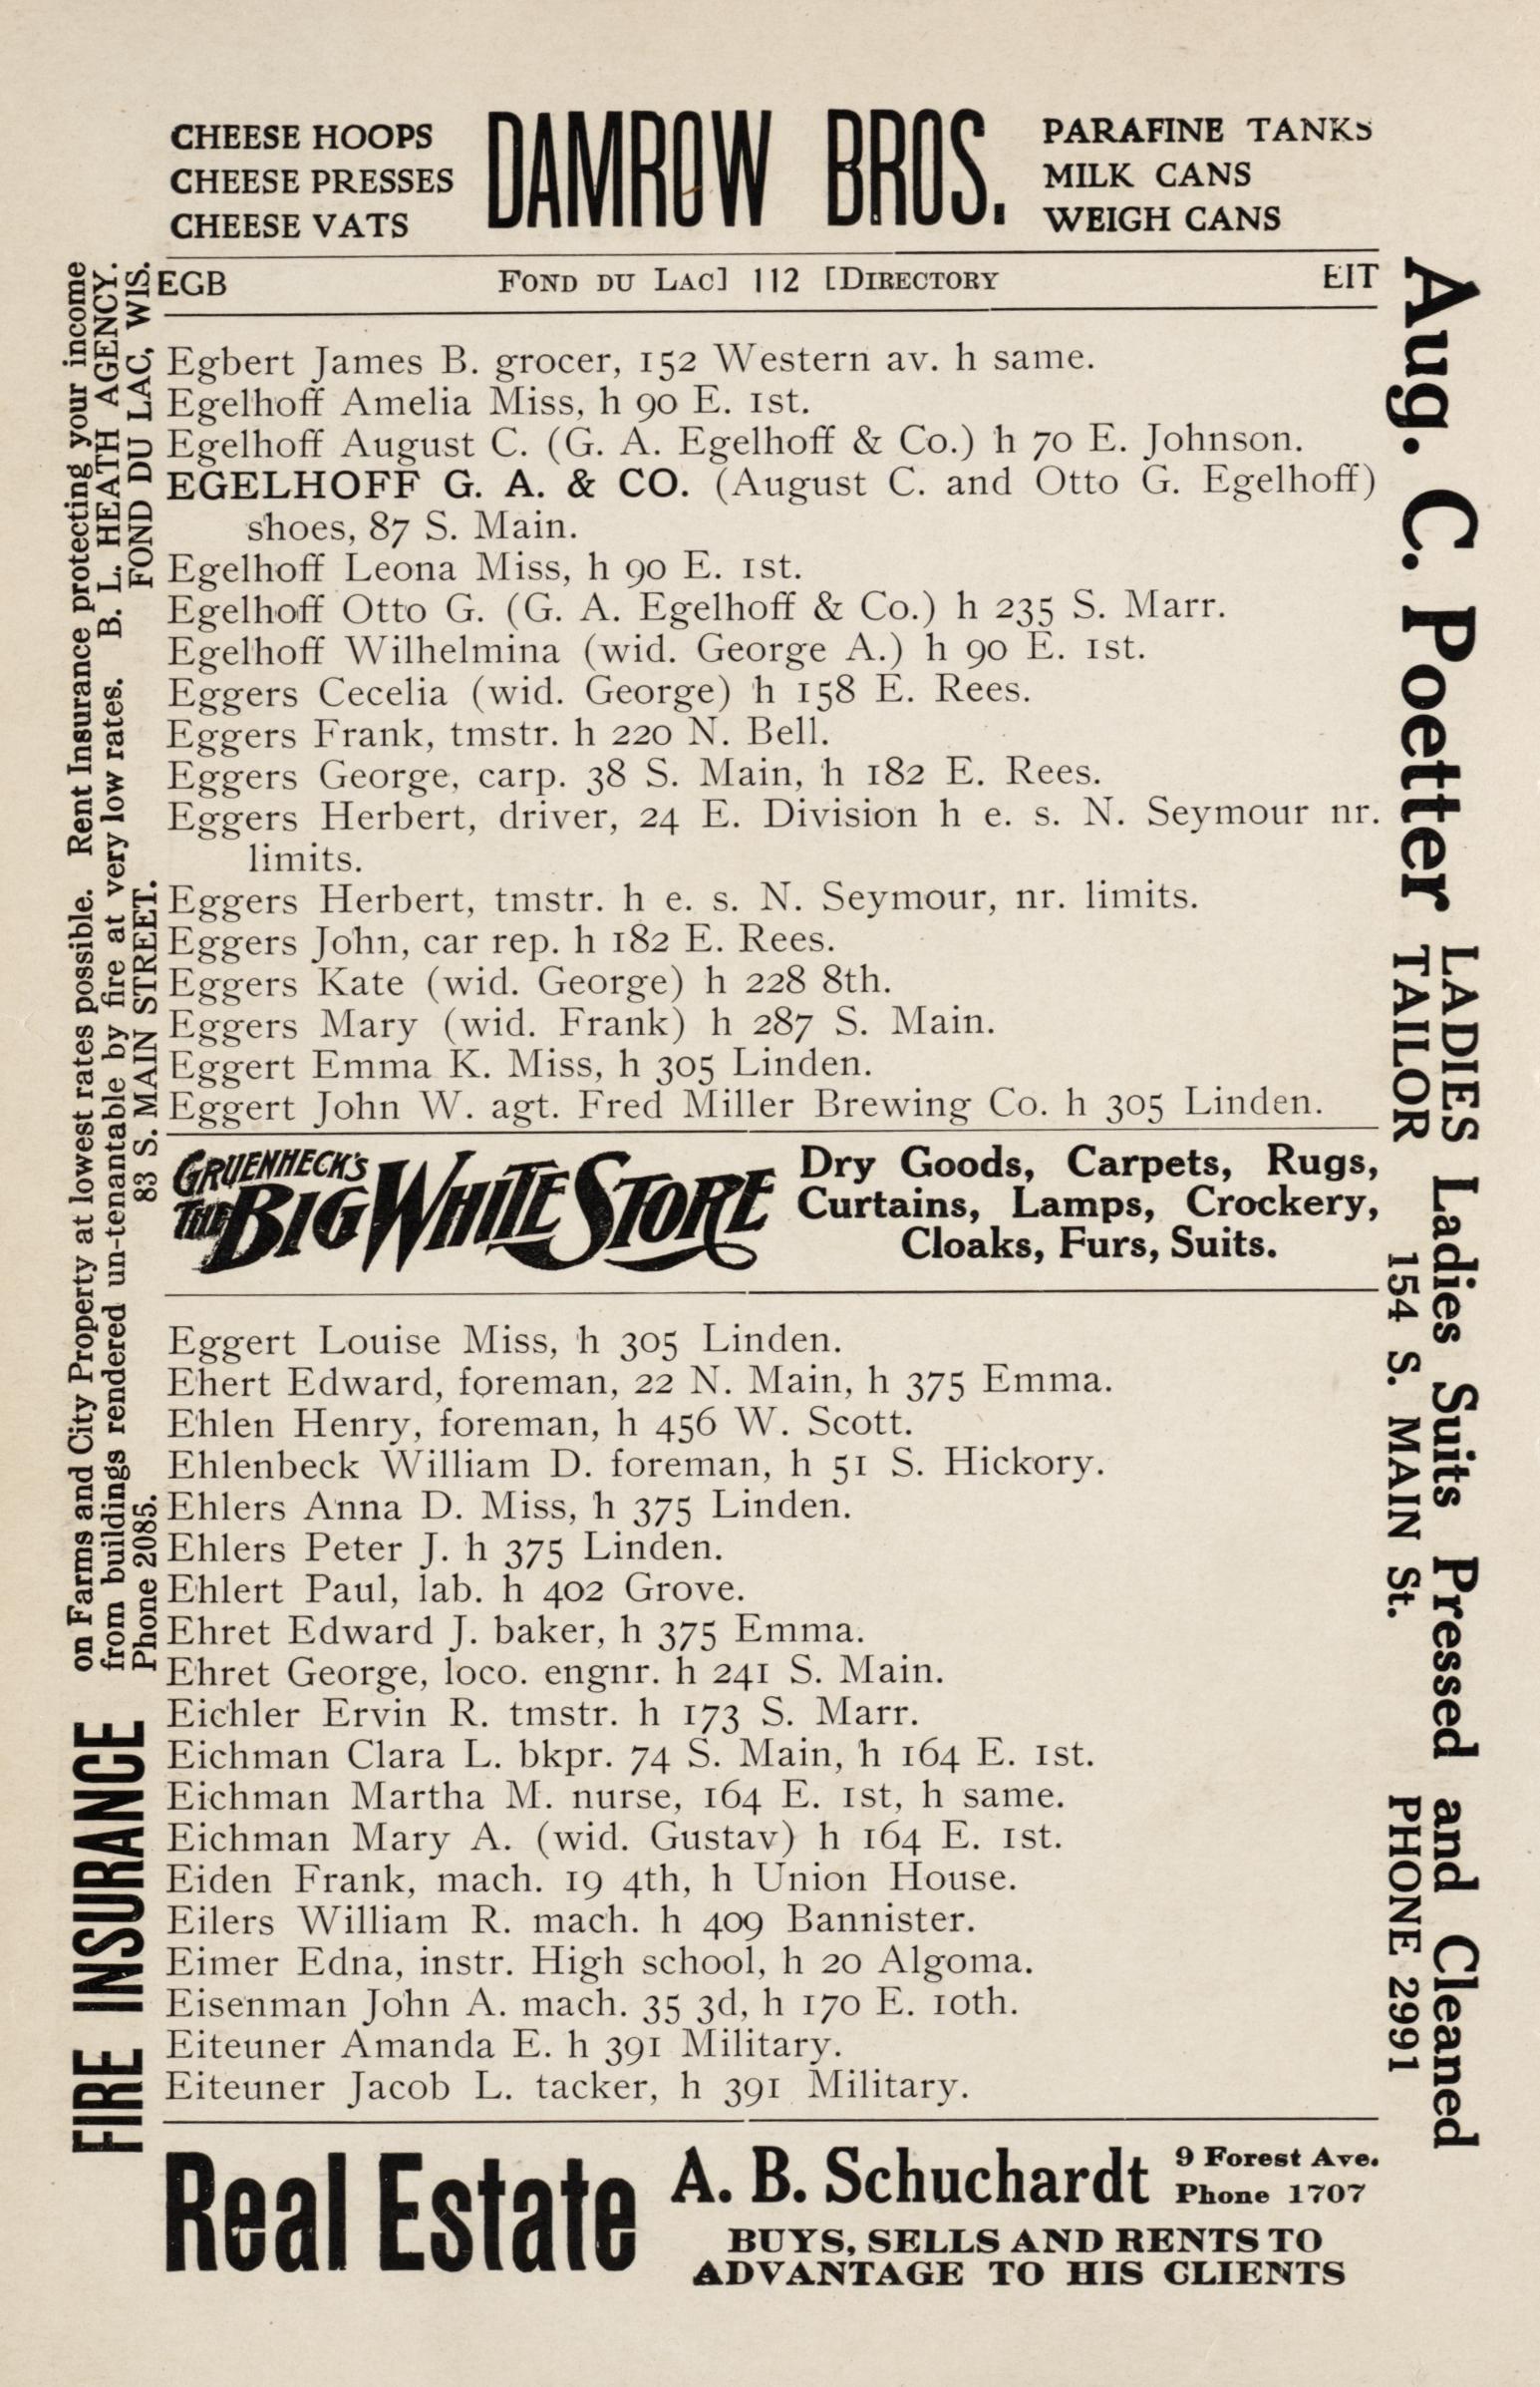 CHEESE HOOPS
CHEESE PRESSES
CHEESE VATS
DAMROW BROS.
PARAFINE TANKS
MILK CANS
WEIGH CANS
EGB
FOND DU LAC] 112 [DIRECTORY
EIT
Egbert James B. grocer, 152 Western av. h same.
Egelhoff Amelia Miss, h 90 E. 1st.
Egelhoff August C. (G. A. Egelhoff & Co.) h 70 E. Johnson.
EGELHOFF G. A. & CO. (August C. and Otto G. Egelhoff)
shoes, 87 S. Main.
Egelhoff Leona Miss, h 90 E. 1st.
Egelhoff Otto G. (G. A. Egelhoff & Co.) h 235 S. Marr.
Egelhoff Wilhelmina (wid. George A.) h 90 E. 1st.
Eggers Cecelia (wid. George) h 158 E. Rees.
Eggers Frank, tmstr. h 220 N. Bell.
Eggers George, carp. 38 S. Main, h 182 E. Rees.
Eggers Herbert, driver, 24 E. Division h e. s. N. Seymour nr.
limits.
Eggers Herbert, tmstr. h e. s. N. Seymour, nr. limits.
Eggers John, car rep. h 182 E. Rees.
Eggers Kate (wid. George) h 228 8th.
Eggers Mary (wid. Frank) h 287 S. Main.
Eggert Emma K. Miss, h 305 Linden.
Eggert John W. agt. Fred Miller Brewing Co. h 305 Linden.
GRUENHECK'S
THE BIG WHITE STORE
Dry Goods, Carpets, Rugs,
Curtains, Lamps, Crockery,
Cloaks, Furs, Suits.
Eggert Louise Miss, h 305 Linden.
Ehert Edward, foreman, 22 N. Main, h 375 Emma.
Ehlen Henry, foreman, h 456 W. Scott.
Ehlenbeck William D. foreman, h 51 S. Hickory.
Ehlers Anna D. Miss, h 375 Linden.
Ehlers Peter J. h 375 Linden.
Ehlert Paul, lab. h 402 Grove.
Ehret Edward J. baker, h 375 Emma.
Ehret George, loco. engnr. h 241 S. Main.
Eichler Ervin R. tmstr. h 173 S. Marr.
Eichman Clara L. bkpr. 74 S. Main, h 164 E. 1st.
Eichman Martha M. nurse, 164 E. 1st, h same.
Eichman Mary A. (wid. Gustav) h 164 E. 1st.
Eiden Frank, mach. 19 4th, h Union House.
Eilers William R. mach. h 409 Bannister.
Eimer Edna, instr. High school, h 20 Algoma.
Eisenman John A. mach. 35 3d, h 170 E. 10th.
Eiteuner Amanda E. h 391 Military.
Eiteuner Jacob L. tacker, h 391 Military.
Real Estate
A. B. Schuchardt
9 Forest Ave.
Phone 1707
BUYS, SELLS AND RENTS TO
ADVANTAGE TO HIS CLIENTS
FIRE INSURANCE
on Farms and City Property at lowest rates possible. Rent Insurance protecting your income
from buildings rendered un-tenantable by fire at very low rates. B. L. HEATH AGENCY.
Phone 2085. 83 S. MAIN STREET. FOND DU LAC, WIS.
Aug. C. Poetter
LADIES
TAILOR
Ladies Suits Pressed and Cleaned
154 S. MAIN St. PHONE 2991